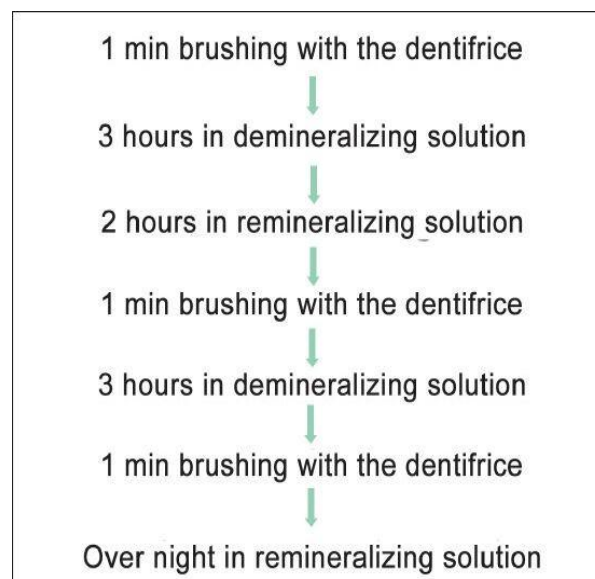 1 min brushing with the dentifrice
3 hours in demineralizing solution
2 hours in remineralizing solution
1 min brushing with the dentifrice
3 hours in demineralizing solution
1 min brushing with the dentifrice
Over night in remineralizing solution